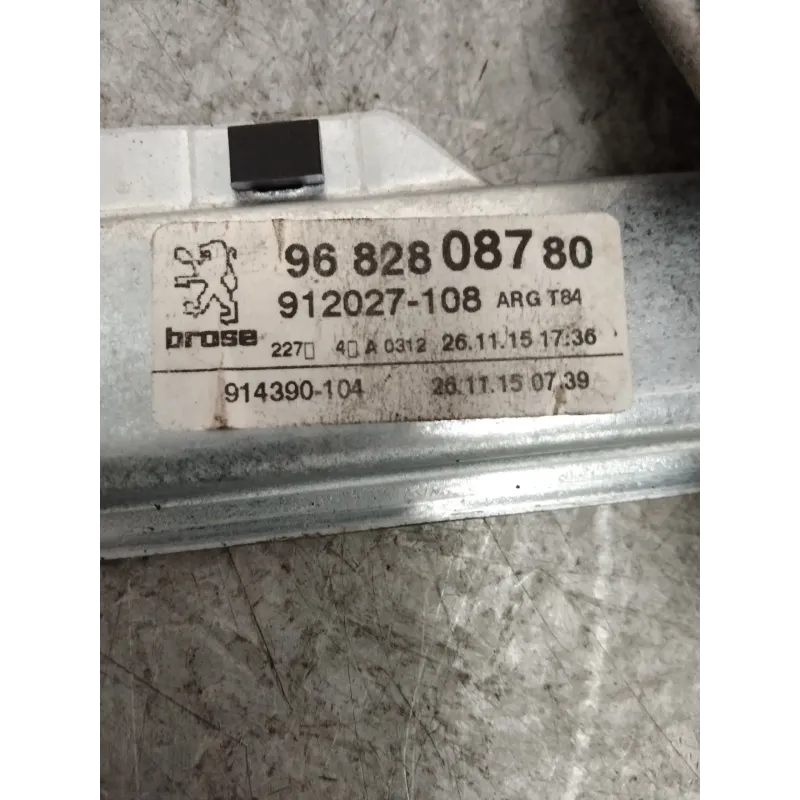 96 828 087 80
912027-108 ARG T84
brose
227▯ 4▯ A 0312 26.11.15 17:36
914390-104 26.11.15 07.39